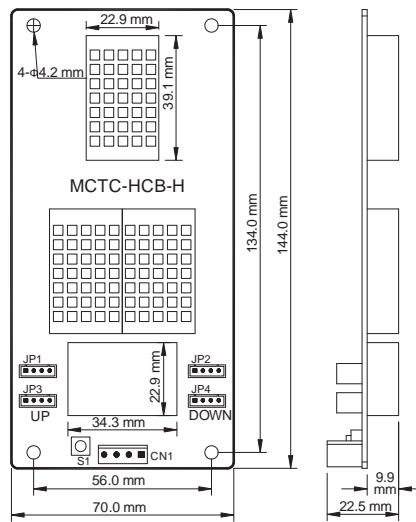 22.9 mm
4-Φ4.2 mm
39.1 mm
MCTC-HCB-H
134.0 mm
144.0 mm
JP1
JP2
JP3
JP4
UP
DOWN
22.9 mm
34.3 mm
S1
CN1
56.0 mm
70.0 mm
9.9
mm
22.5 mm